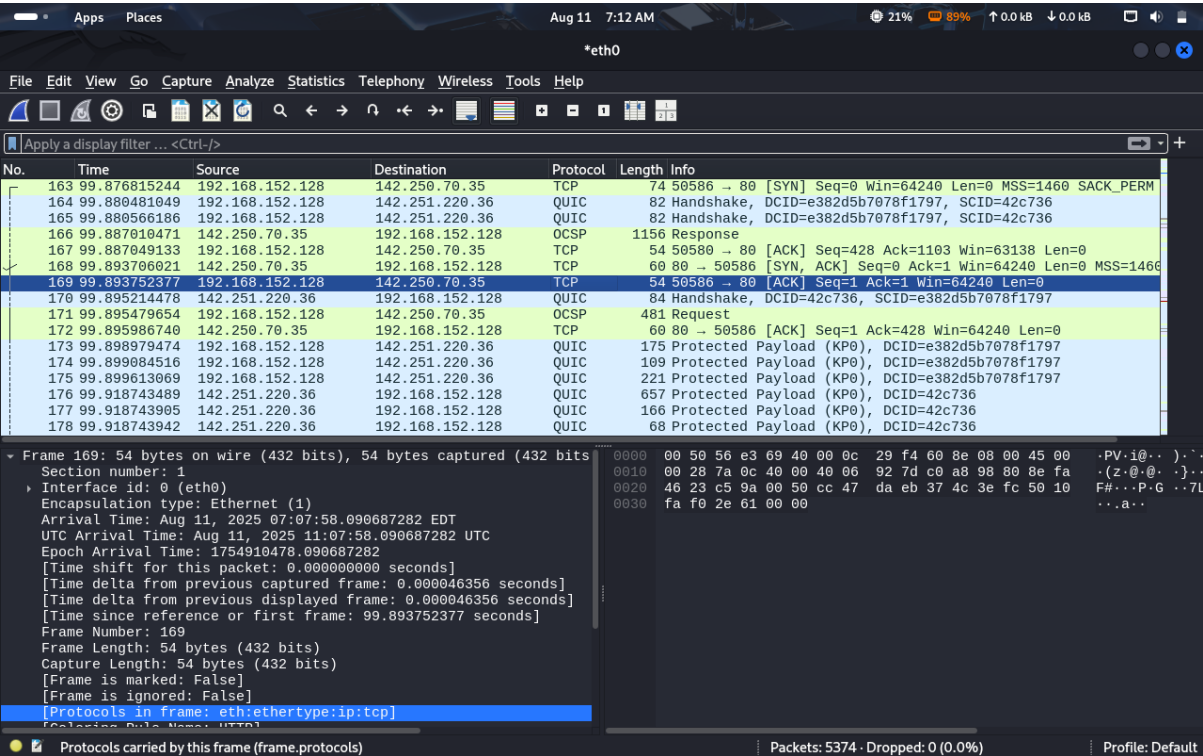 Apps Places Aug 11 7:12 AM 21% 89% ↑ 0.0 kB ↓ 0.0 kB
*eth0
File Edit View Go Capture Analyze Statistics Telephony Wireless Tools Help
Apply a display filter ... <Ctrl-/>
No. Time Source Destination Protocol Length Info
163 99.876815244 192.168.152.128 142.250.70.35 TCP 74 50586 → 80 [SYN] Seq=0 Win=64240 Len=0 MSS=1460 SACK_PERM
164 99.880481049 192.168.152.128 142.251.220.36 QUIC 82 Handshake, DCID=e382d5b7078f1797, SCID=42c736
165 99.880566186 192.168.152.128 142.251.220.36 QUIC 82 Handshake, DCID=e382d5b7078f1797, SCID=42c736
166 99.887010471 142.250.70.35 192.168.152.128 OCSP 1156 Response
167 99.887049133 192.168.152.128 142.250.70.35 TCP 54 50580 → 80 [ACK] Seq=428 Ack=1103 Win=63138 Len=0
168 99.893706021 142.250.70.35 192.168.152.128 TCP 60 80 → 50586 [SYN, ACK] Seq=0 Ack=1 Win=64240 Len=0 MSS=1460
169 99.893752377 192.168.152.128 142.250.70.35 TCP 54 50586 → 80 [ACK] Seq=1 Ack=1 Win=64240 Len=0
170 99.895214478 142.251.220.36 192.168.152.128 QUIC 84 Handshake, DCID=42c736, SCID=e382d5b7078f1797
171 99.895479654 192.168.152.128 142.250.70.35 OCSP 481 Request
172 99.895986740 142.250.70.35 192.168.152.128 TCP 60 80 → 50586 [ACK] Seq=1 Ack=428 Win=64240 Len=0
173 99.898979474 192.168.152.128 142.251.220.36 QUIC 175 Protected Payload (KP0), DCID=e382d5b7078f1797
174 99.899084516 192.168.152.128 142.251.220.36 QUIC 109 Protected Payload (KP0), DCID=e382d5b7078f1797
175 99.899613069 192.168.152.128 142.251.220.36 QUIC 221 Protected Payload (KP0), DCID=e382d5b7078f1797
176 99.918743489 142.251.220.36 192.168.152.128 QUIC 657 Protected Payload (KP0), DCID=42c736
177 99.918743905 142.251.220.36 192.168.152.128 QUIC 166 Protected Payload (KP0), DCID=42c736
178 99.918743942 142.251.220.36 192.168.152.128 QUIC 68 Protected Payload (KP0), DCID=42c736
Frame 169: 54 bytes on wire (432 bits), 54 bytes captured (432 bits
Section number: 1
Interface id: 0 (eth0)
Encapsulation type: Ethernet (1)
Arrival Time: Aug 11, 2025 07:07:58.090687282 EDT
UTC Arrival Time: Aug 11, 2025 11:07:58.090687282 UTC
Epoch Arrival Time: 1754910478.090687282
[Time shift for this packet: 0.000000000 seconds]
[Time delta from previous captured frame: 0.000046356 seconds]
[Time delta from previous displayed frame: 0.000046356 seconds]
[Time since reference or first frame: 99.893752377 seconds]
Frame Number: 169
Frame Length: 54 bytes (432 bits)
Capture Length: 54 bytes (432 bits)
[Frame is marked: False]
[Frame is ignored: False]
[Protocols in frame: eth:ethertype:ip:tcp]
[Coloring Rule Name: HTTP]
0000 00 50 56 e3 69 40 00 0c 29 f4 60 8e 08 00 45 00 ·PV·i@·· )·`·
0010 00 28 7a 0c 40 00 40 06 92 7d c0 a8 98 80 8e fa ·(z·@·@· ·}··
0020 46 23 c5 9a 00 50 cc 47 da eb 37 4c 3e fc 50 10 F#···P·G ··7L
0030 fa f0 2e 61 00 00 ··.a··
Protocols carried by this frame (frame.protocols) Packets: 5374 · Dropped: 0 (0.0%) Profile: Default